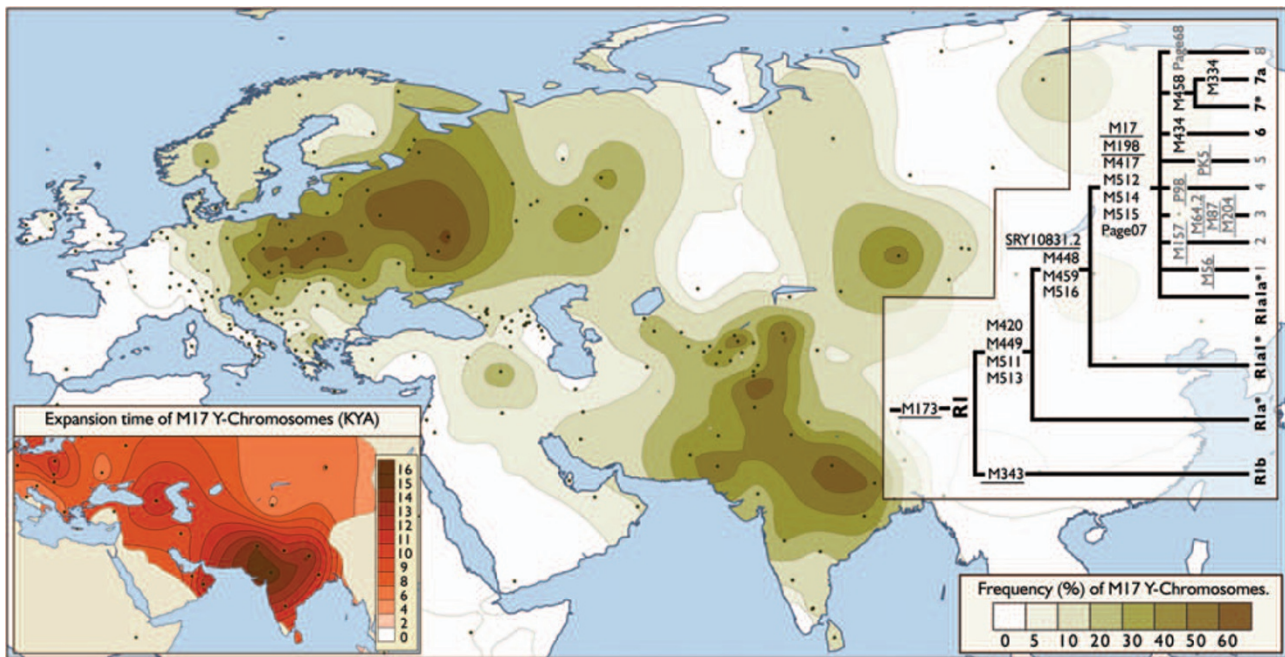 Page68
8
M458
M334
7a
7*
M434
6
M17
M198
M417
M512
M514
M515
Page07
PK5
5
P98
4
M64.2
M87
M204
3
M157
2
M56
1
R1a1a*
SRY10831.2
M448
M459
M516
R1a1*
M420
M449
M511
M513
R1a*
M173
R1
M343
R1b
Expansion time of M17 Y-Chromosomes (KYA)
16
15
14
13
12
11
10
9
8
6
4
2
0
Frequency (%) of M17 Y-Chromosomes.
0 5 10 20 30 40 50 60